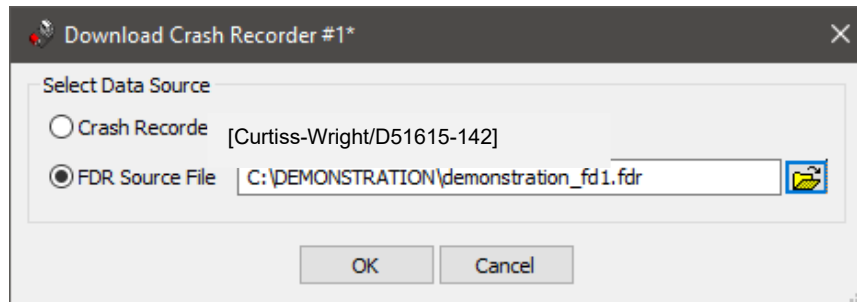 Download Crash Recorder #1*
Select Data Source
Crash Recorde [Curtiss-Wright/D51615-142]
FDR Source File C:\DEMONSTRATION\demonstration_fd1.fdr
OK Cancel